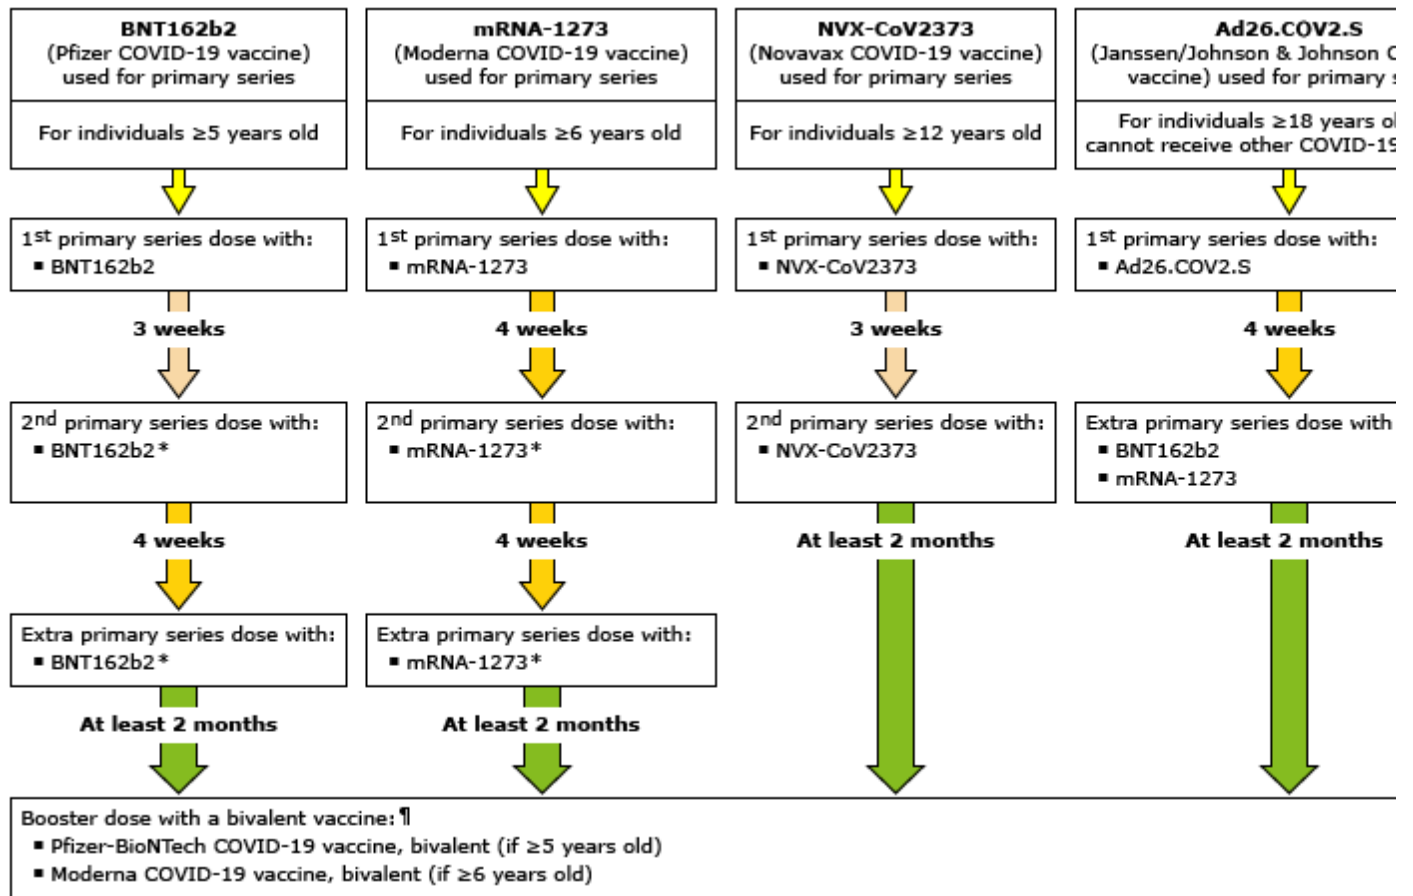 BNT162b2
(Pfizer COVID-19 vaccine)
used for primary series
For individuals ≥5 years old
1st primary series dose with:
▪ BNT162b2
3 weeks
2nd primary series dose with:
▪ BNT162b2*
4 weeks
Extra primary series dose with:
▪ BNT162b2*
At least 2 months
mRNA-1273
(Moderna COVID-19 vaccine)
used for primary series
For individuals ≥6 years old
1st primary series dose with:
▪ mRNA-1273
4 weeks
2nd primary series dose with:
▪ mRNA-1273*
4 weeks
Extra primary series dose with:
▪ mRNA-1273*
At least 2 months
NVX-CoV2373
(Novavax COVID-19 vaccine)
used for primary series
For individuals ≥12 years old
1st primary series dose with:
▪ NVX-CoV2373
3 weeks
2nd primary series dose with:
▪ NVX-CoV2373
At least 2 months
Ad26.COV2.S
(Janssen/Johnson & Johnson
vaccine) used for primary
For individuals ≥18 years
cannot receive other COVID-19
1st primary series dose with:
▪ Ad26.COV2.S
4 weeks
Extra primary series dose with
▪ BNT162b2
▪ mRNA-1273
At least 2 months
Booster dose with a bivalent vaccine:¶
▪ Pfizer-BioNTech COVID-19 vaccine, bivalent (if ≥5 years old)
▪ Moderna COVID-19 vaccine, bivalent (if ≥6 years old)